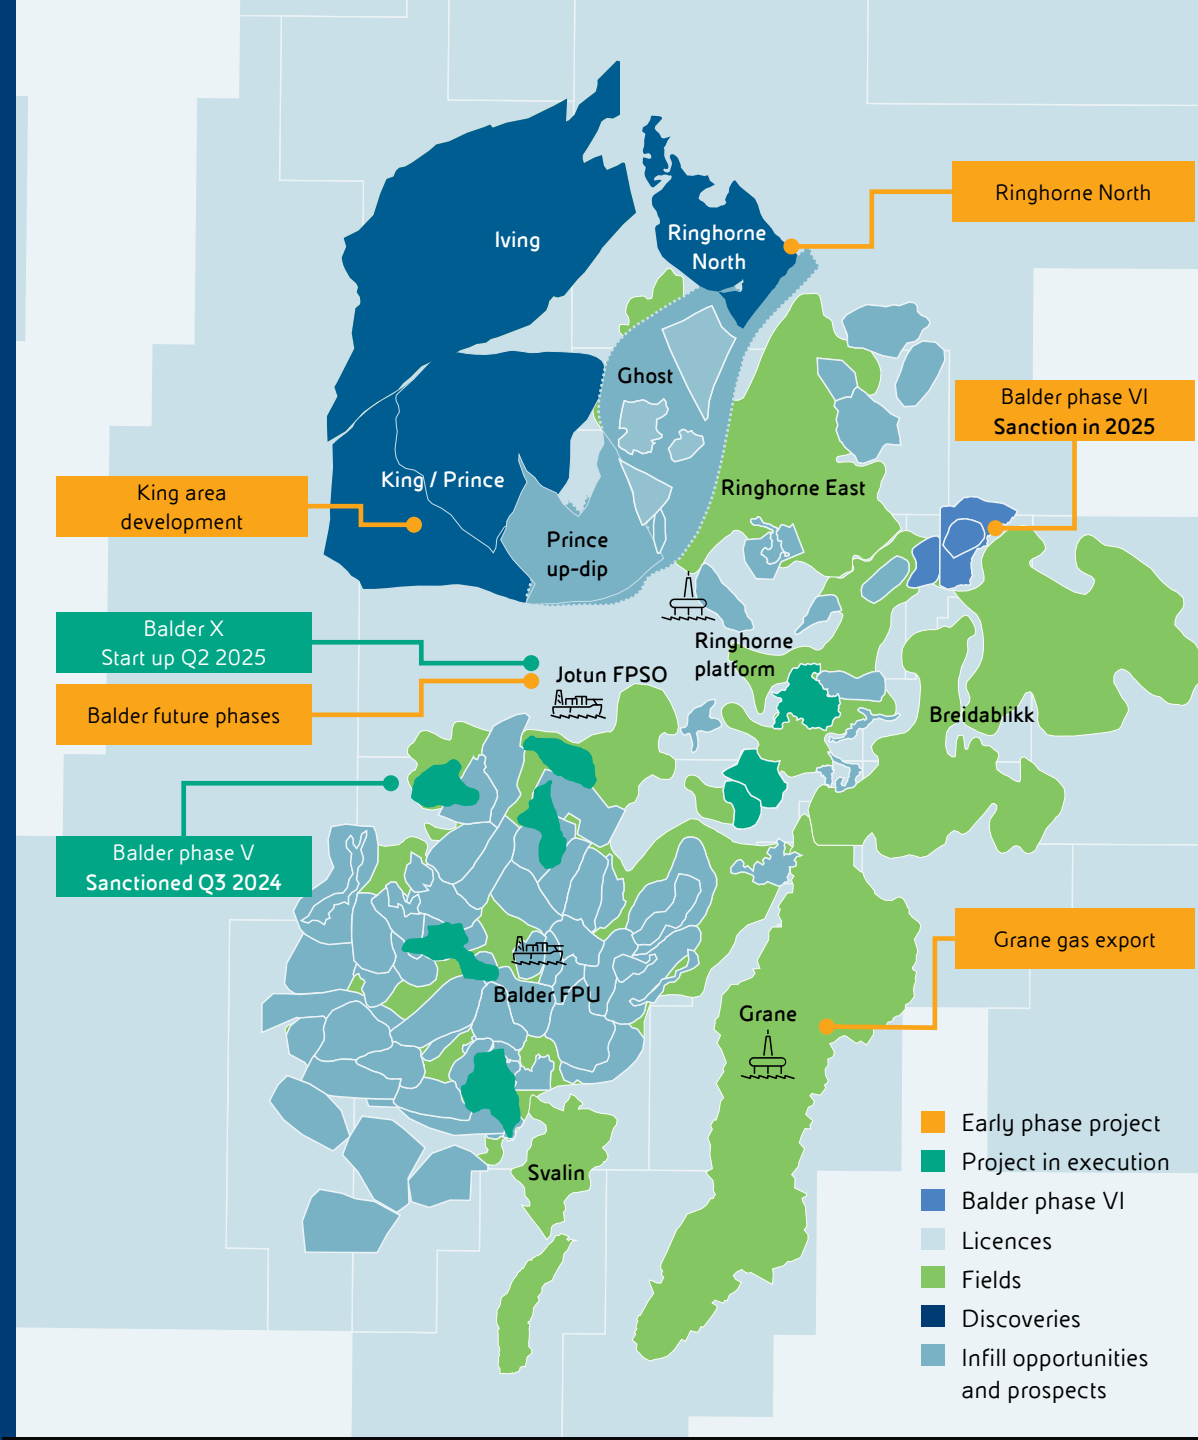 Iving
Ringhorne
North
Ringhorne North
Ghost
Balder phase VI
Sanction in 2025
King / Prince
Ringhorne East
King area
development
Prince
up-dip
Balder X
Start up Q2 2025
Ringhorne
platform
Jotun FPSO
Balder future phases
Breidablikk
Balder phase V
Sanctioned Q3 2024
Grane gas export
Balder FPU
Grane
Svalin
Early phase project
Project in execution
Balder phase VI
Licences
Fields
Discoveries
Infill opportunities
and prospects